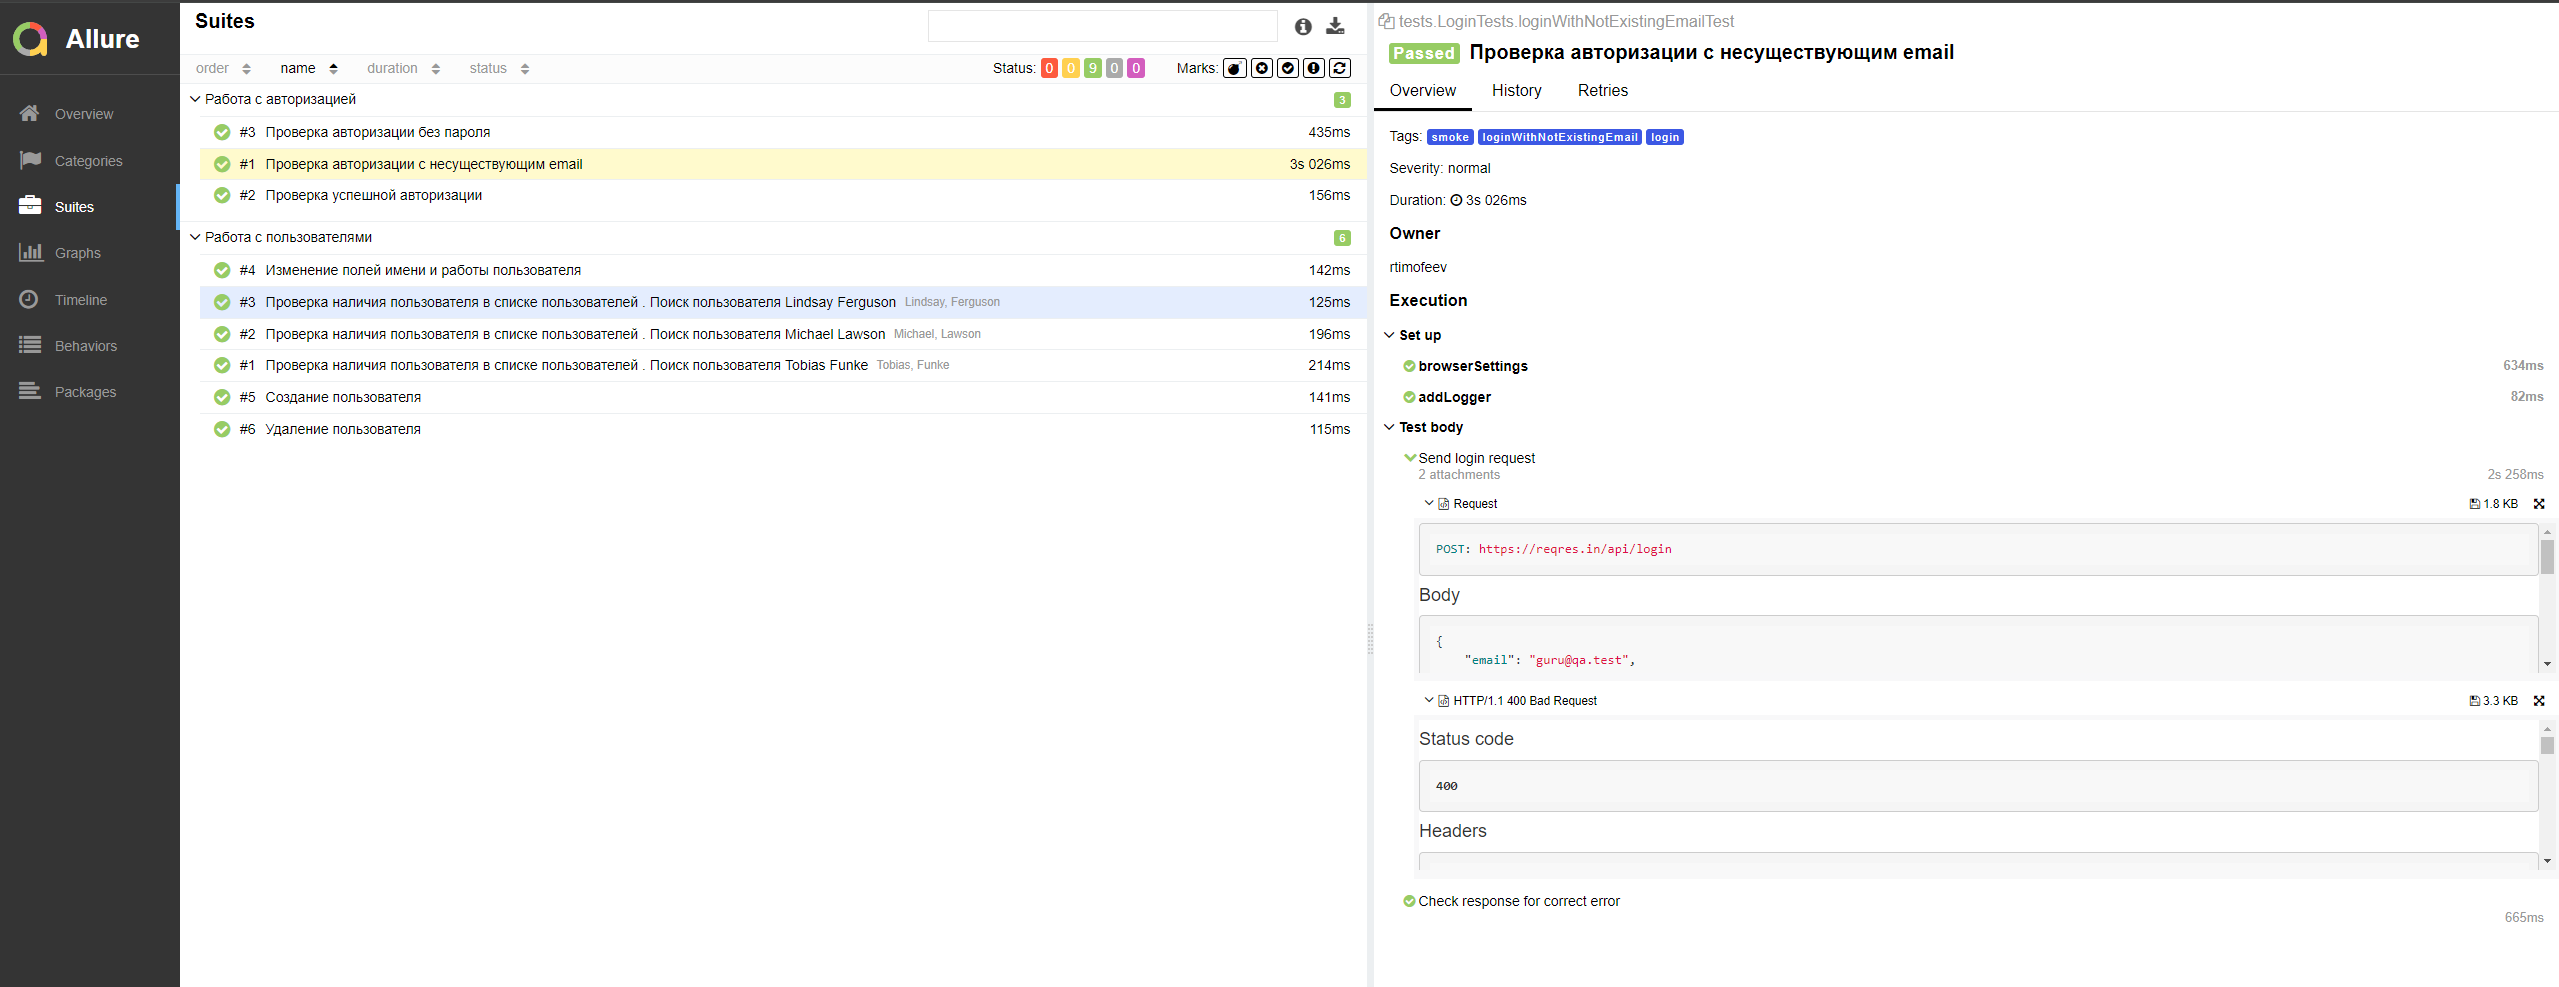 Allure
Overview
Categories
Suites
Graphs
Timeline
Behaviors
Packages
Suites
order name duration status Status: 0 0 9 0 0 Marks:
Работа с авторизацией 3
#3 Проверка авторизации без пароля 435ms
#1 Проверка авторизации с несуществующим email 3s 026ms
#2 Проверка успешной авторизации 156ms
Работа с пользователями 6
#4 Изменение полей имени и работы пользователя 142ms
#3 Проверка наличия пользователя в списке пользователей . Поиск пользователя Lindsay Ferguson Lindsay, Ferguson 125ms
#2 Проверка наличия пользователя в списке пользователей . Поиск пользователя Michael Lawson Michael, Lawson 196ms
#1 Проверка наличия пользователя в списке пользователей . Поиск пользователя Tobias Funke Tobias, Funke 214ms
#5 Создание пользователя 141ms
#6 Удаление пользователя 115ms
tests.LoginTests.loginWithNotExistingEmailTest
Passed Проверка авторизации с несуществующим email
Overview History Retries
Tags: smoke loginWithNotExistingEmail login
Severity: normal
Duration: 3s 026ms
Owner
rtimofeev
Execution
Set up
browserSettings 634ms
addLogger 82ms
Test body
Send login request
2 attachments 2s 258ms
Request 1.8 KB
POST: https://reqres.in/api/login
Body
{
"email": "guru@qa.test",
HTTP/1.1 400 Bad Request 3.3 KB
Status code
400
Headers
Check response for correct error
665ms